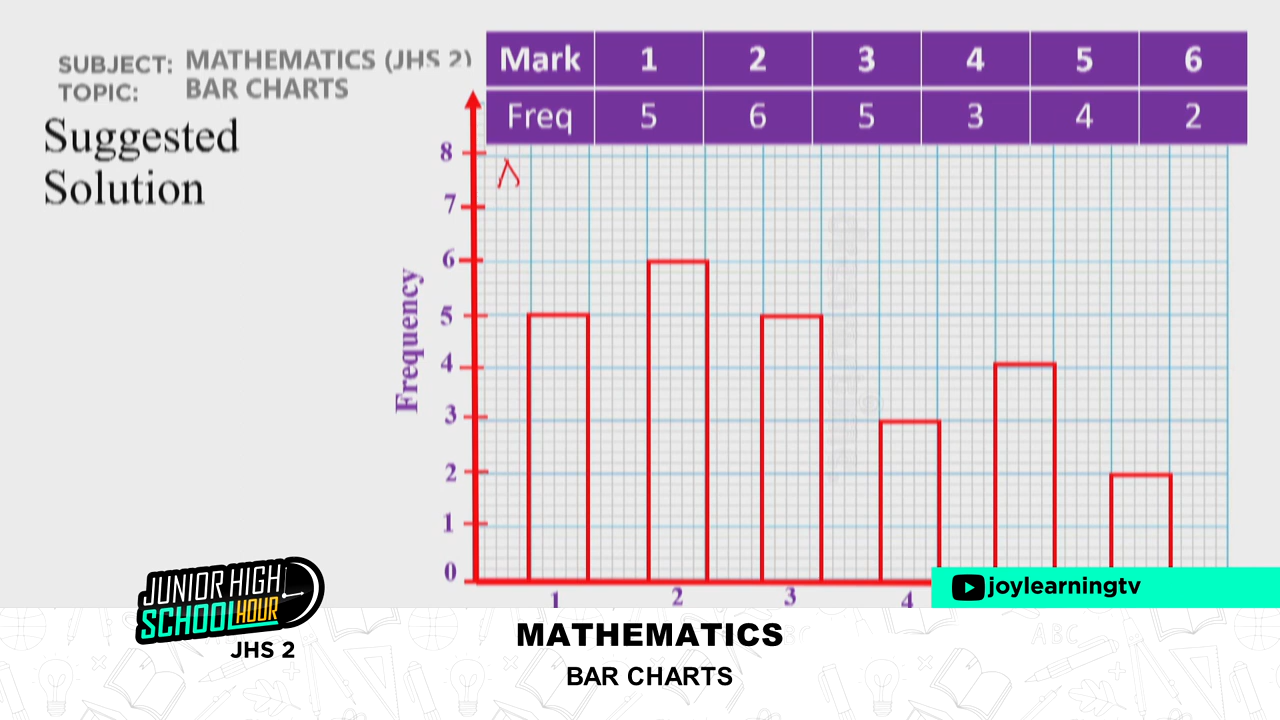 SUBJECT: MATHEMATICS (JHS 2)
TOPIC: BAR CHARTS
Suggested
Solution
Mark 1 2 3 4 5 6
Freq 5 6 5 3 4 2
8
7
6
5
4
3
2
1
0
Frequency
1 2 3 4
joylearningtv
JUNIOR HIGH
SCHOOL HOUR
JHS 2
MATHEMATICS
BAR CHARTS
ABC